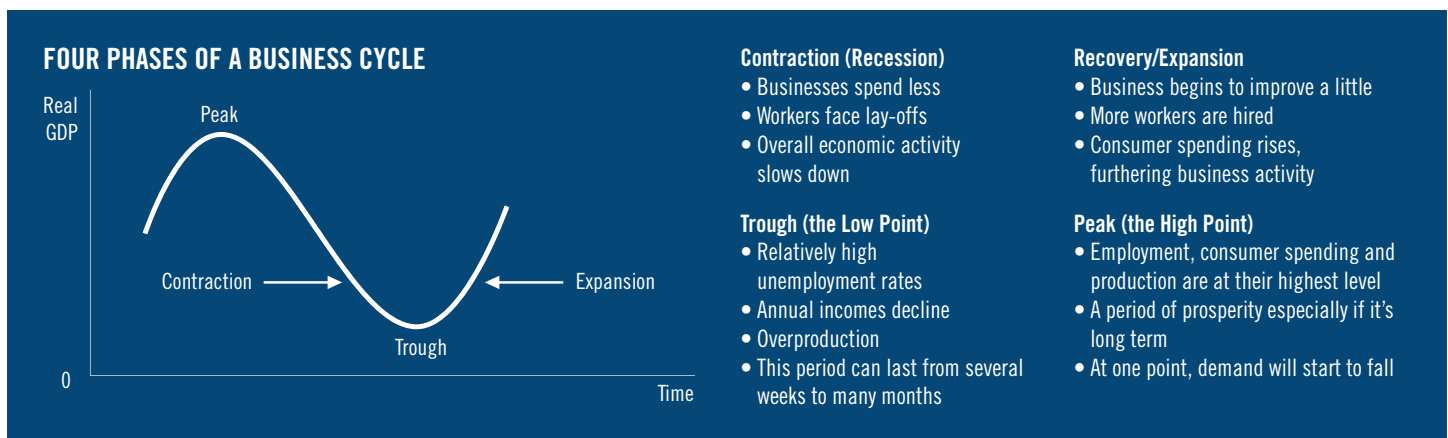 FOUR PHASES OF A BUSINESS CYCLE
Real
GDP
Peak
Contraction
Expansion
Trough
0
Time
Contraction (Recession)
• Businesses spend less
• Workers face lay-offs
• Overall economic activity
slows down
Trough (the Low Point)
• Relatively high
unemployment rates
• Annual incomes decline
• Overproduction
• This period can last from several
weeks to many months
Recovery/Expansion
• Business begins to improve a little
• More workers are hired
• Consumer spending rises,
furthering business activity
Peak (the High Point)
• Employment, consumer spending and
production are at their highest level
• A period of prosperity especially if it’s
long term
• At one point, demand will start to fall